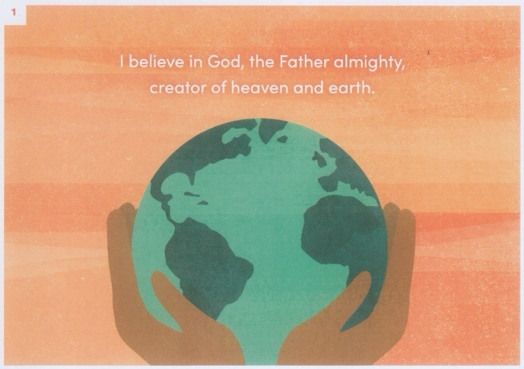 1
I believe in God, the Father almighty,
creator of heaven and earth.